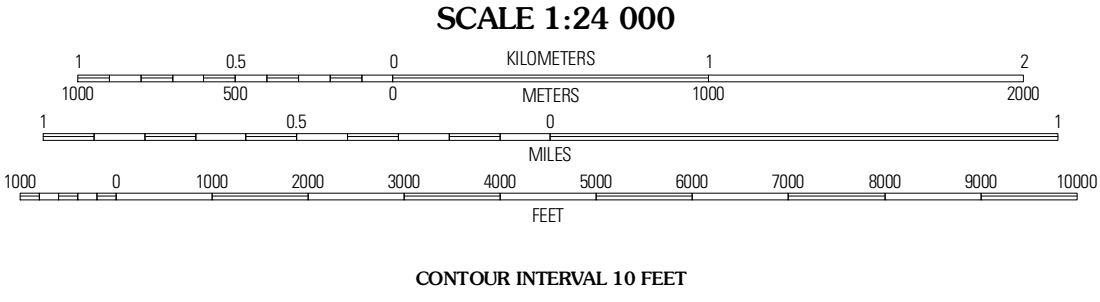 SCALE 1:24 000
1 0.5 0 KILOMETERS 1 2
1000 500 0 METERS 1000 2000
1 0.5 0 1
MILES
1000 0 1000 2000 3000 4000 5000 6000 7000 8000 9000 10000
FEET
CONTOUR INTERVAL 10 FEET